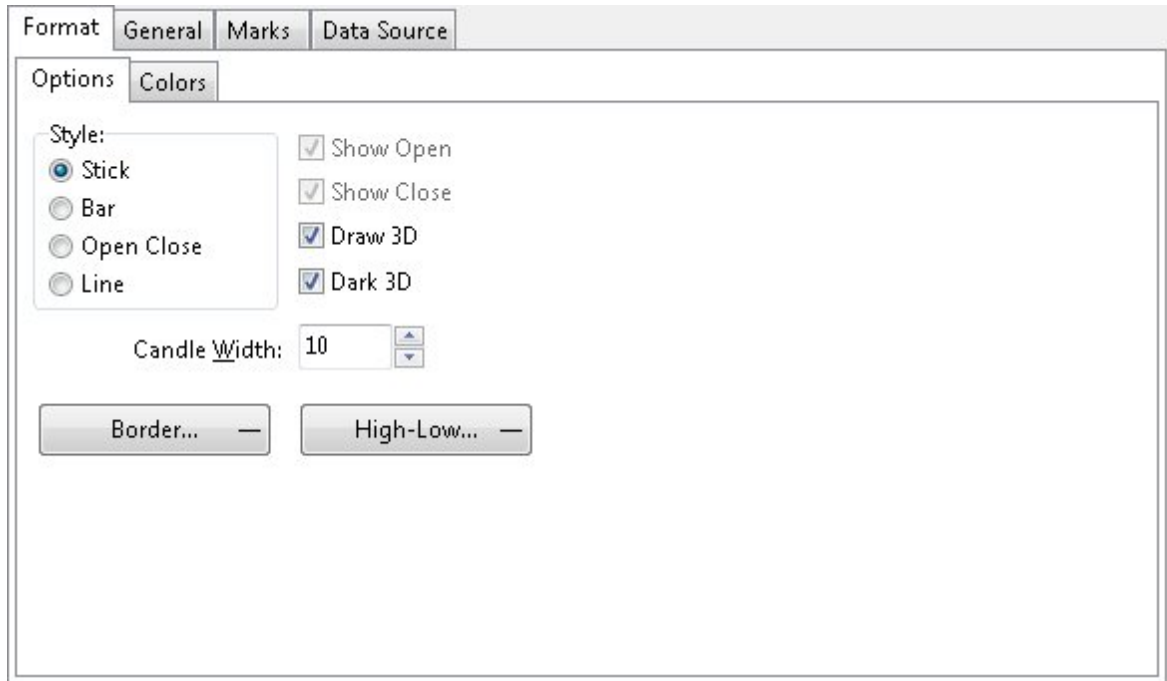 Format General Marks Data Source
Options Colors
Style:
Stick
Bar
Open Close
Line
Show Open
Show Close
Draw 3D
Dark 3D
Candle Width: 10
Border...
High-Low...